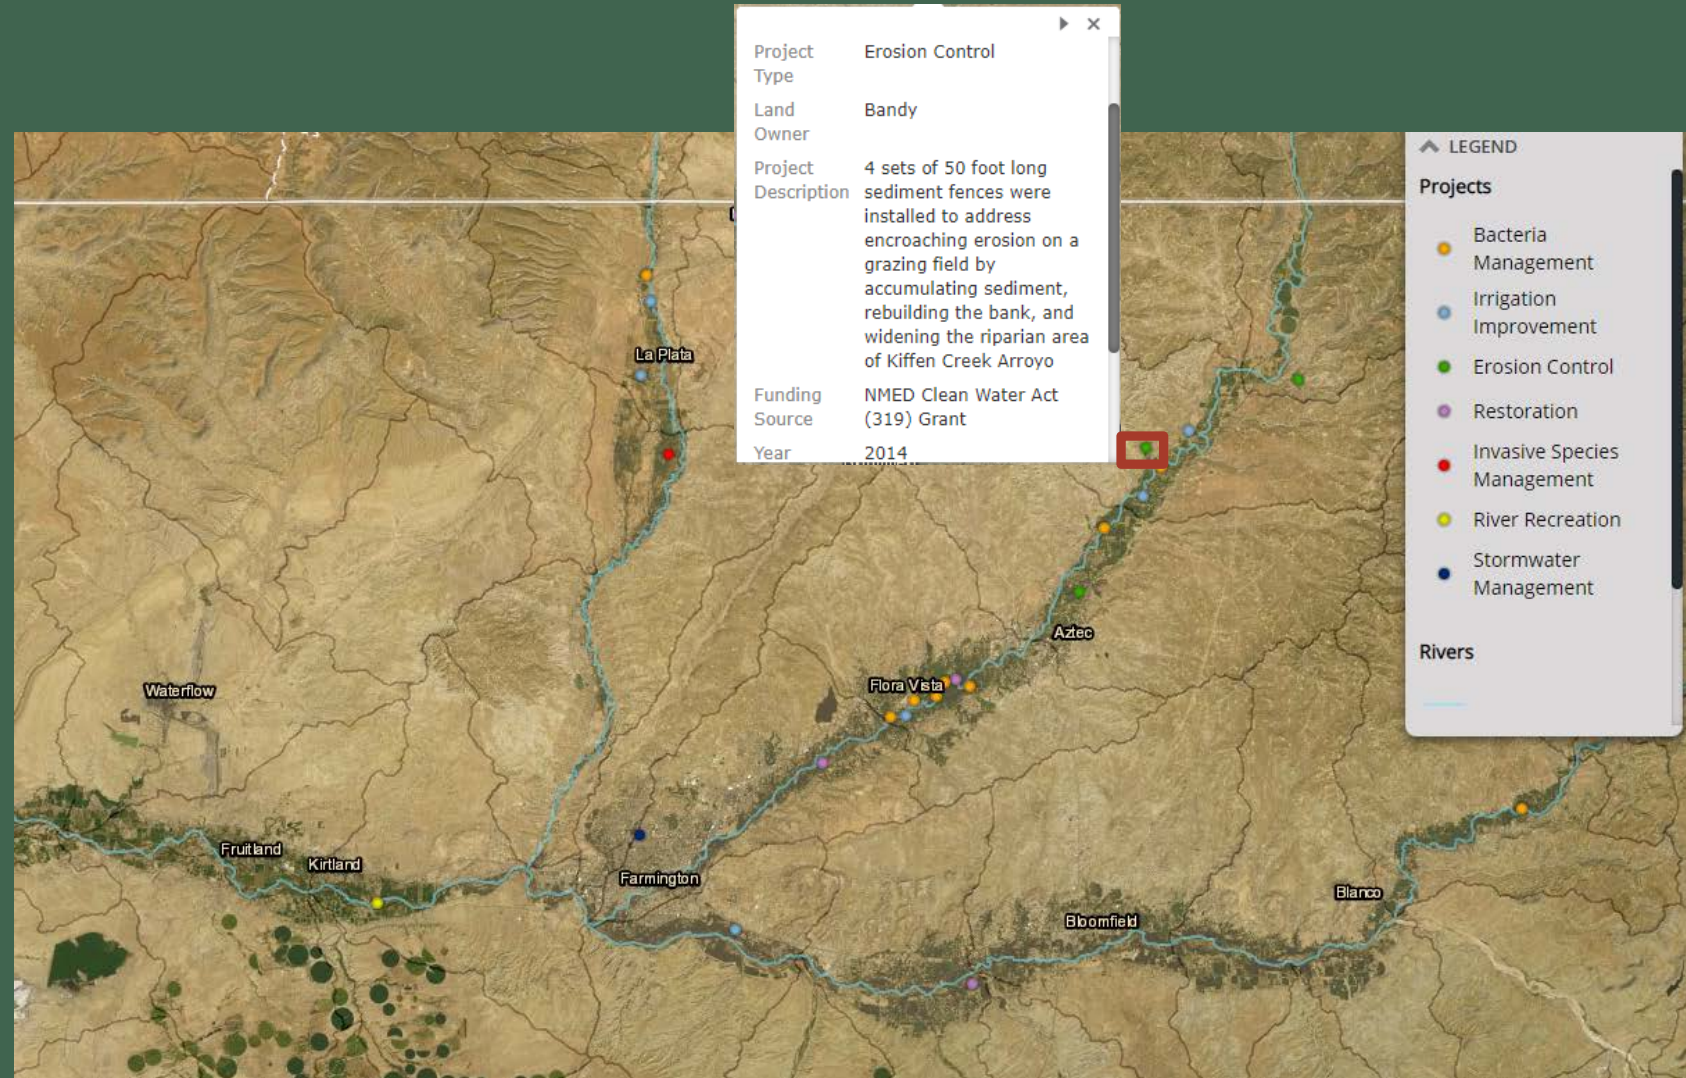 Project Type
Erosion Control
Land Owner
Bandy
Project Description
4 sets of 50 foot long
sediment fences were
installed to address
encroaching erosion on a
grazing field by
accumulating sediment,
rebuilding the bank, and
widening the riparian area
of Kiffen Creek Arroyo
Funding Source
NMED Clean Water Act
(319) Grant
Year
2014
LEGEND
Projects
Bacteria
Management
Irrigation
Improvement
Erosion Control
Restoration
Invasive Species
Management
River Recreation
Stormwater
Management
Rivers
La Plata
Aztec
Flora Vista
Waterflow
Fruitland
Kirtland
Farmington
Blanco
Bloomfield